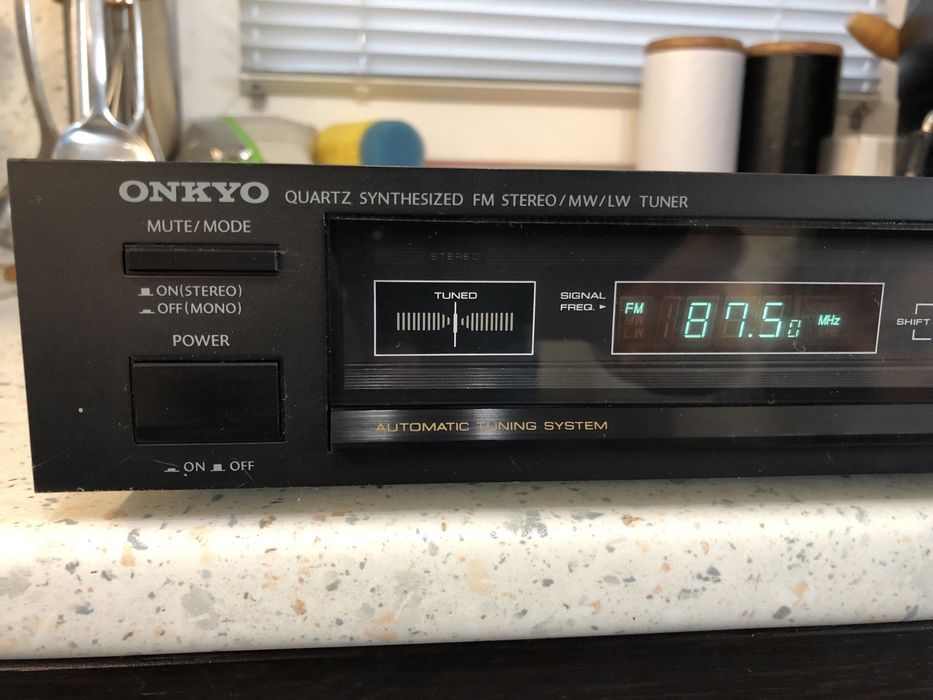 ONKYO QUARTZ SYNTHESIZED FM STEREO/MW/LW TUNER
MUTE/MODE
ON(STEREO)
OFF(MONO)
POWER
ON OFF
STEREO
TUNED
SIGNAL
FREQ.
FM 87.50 MHz
SHIFT
AUTOMATIC TUNING SYSTEM